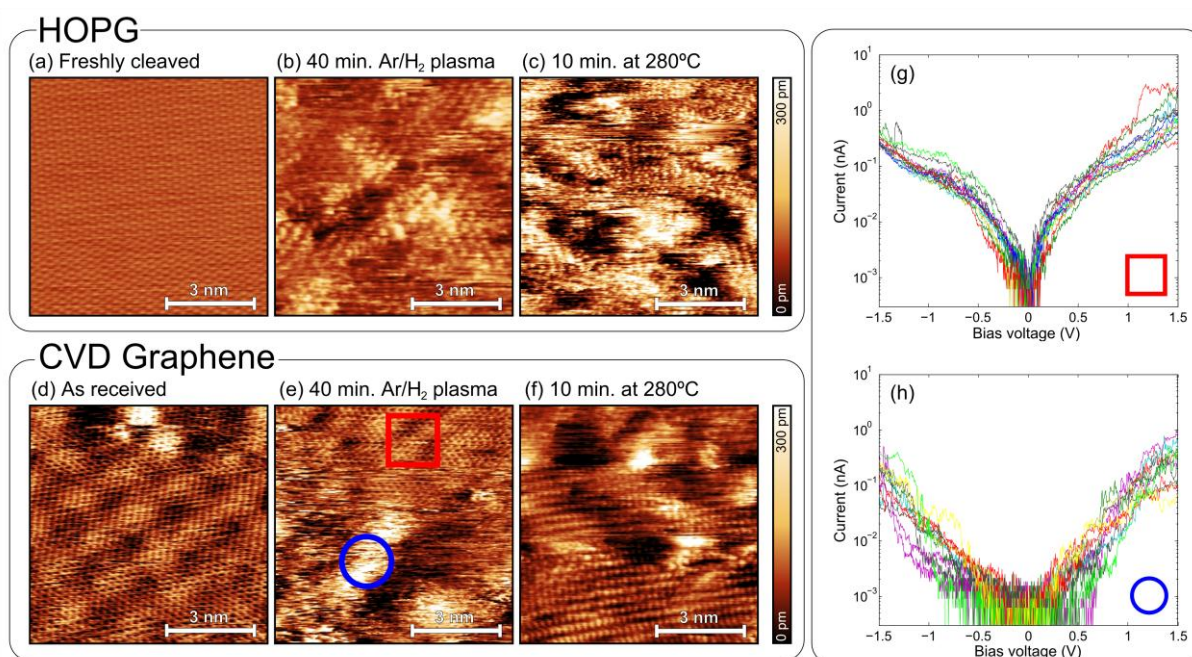 HOPG
(a) Freshly cleaved
(b) 40 min. Ar/H₂ plasma
(c) 10 min. at 280ºC
3 nm
3 nm
3 nm
300 pm
0 pm
CVD Graphene
(d) As received
(e) 40 min. Ar/H₂ plasma
(f) 10 min. at 280ºC
3 nm
3 nm
3 nm
300 pm
0 pm
(g)
Current (nA)
10¹
10⁰
10⁻¹
10⁻²
10⁻³
−1.5 −1 −0.5 0 0.5 1 1.5
Bias voltage (V)
(h)
Current (nA)
10¹
10⁰
10⁻¹
10⁻²
10⁻³
−1.5 −1 −0.5 0 0.5 1 1.5
Bias voltage (V)